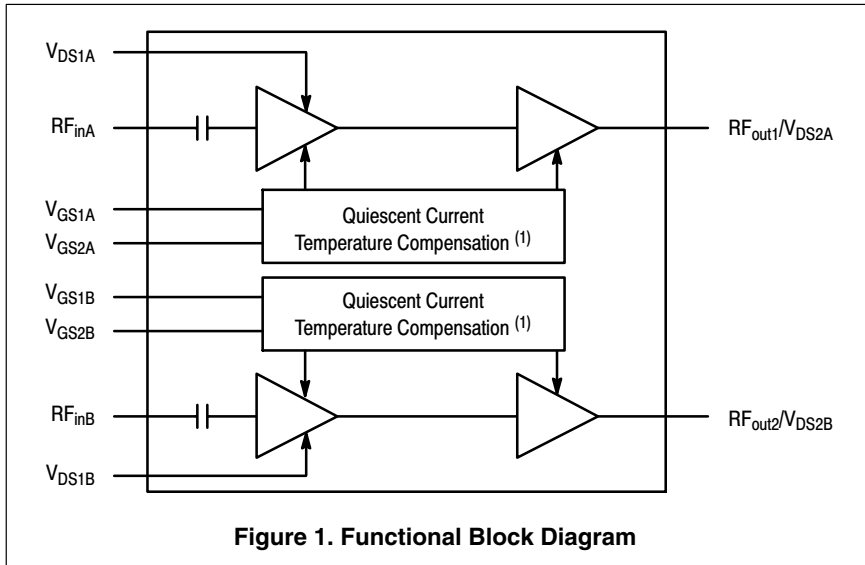 V_DS1A
RF_inA
RF_out1/V_DS2A
V_GS1A
V_GS2A
Quiescent Current
Temperature Compensation (1)
V_GS1B
V_GS2B
Quiescent Current
Temperature Compensation (1)
RF_inB
RF_out2/V_DS2B
V_DS1B
Figure 1. Functional Block Diagram